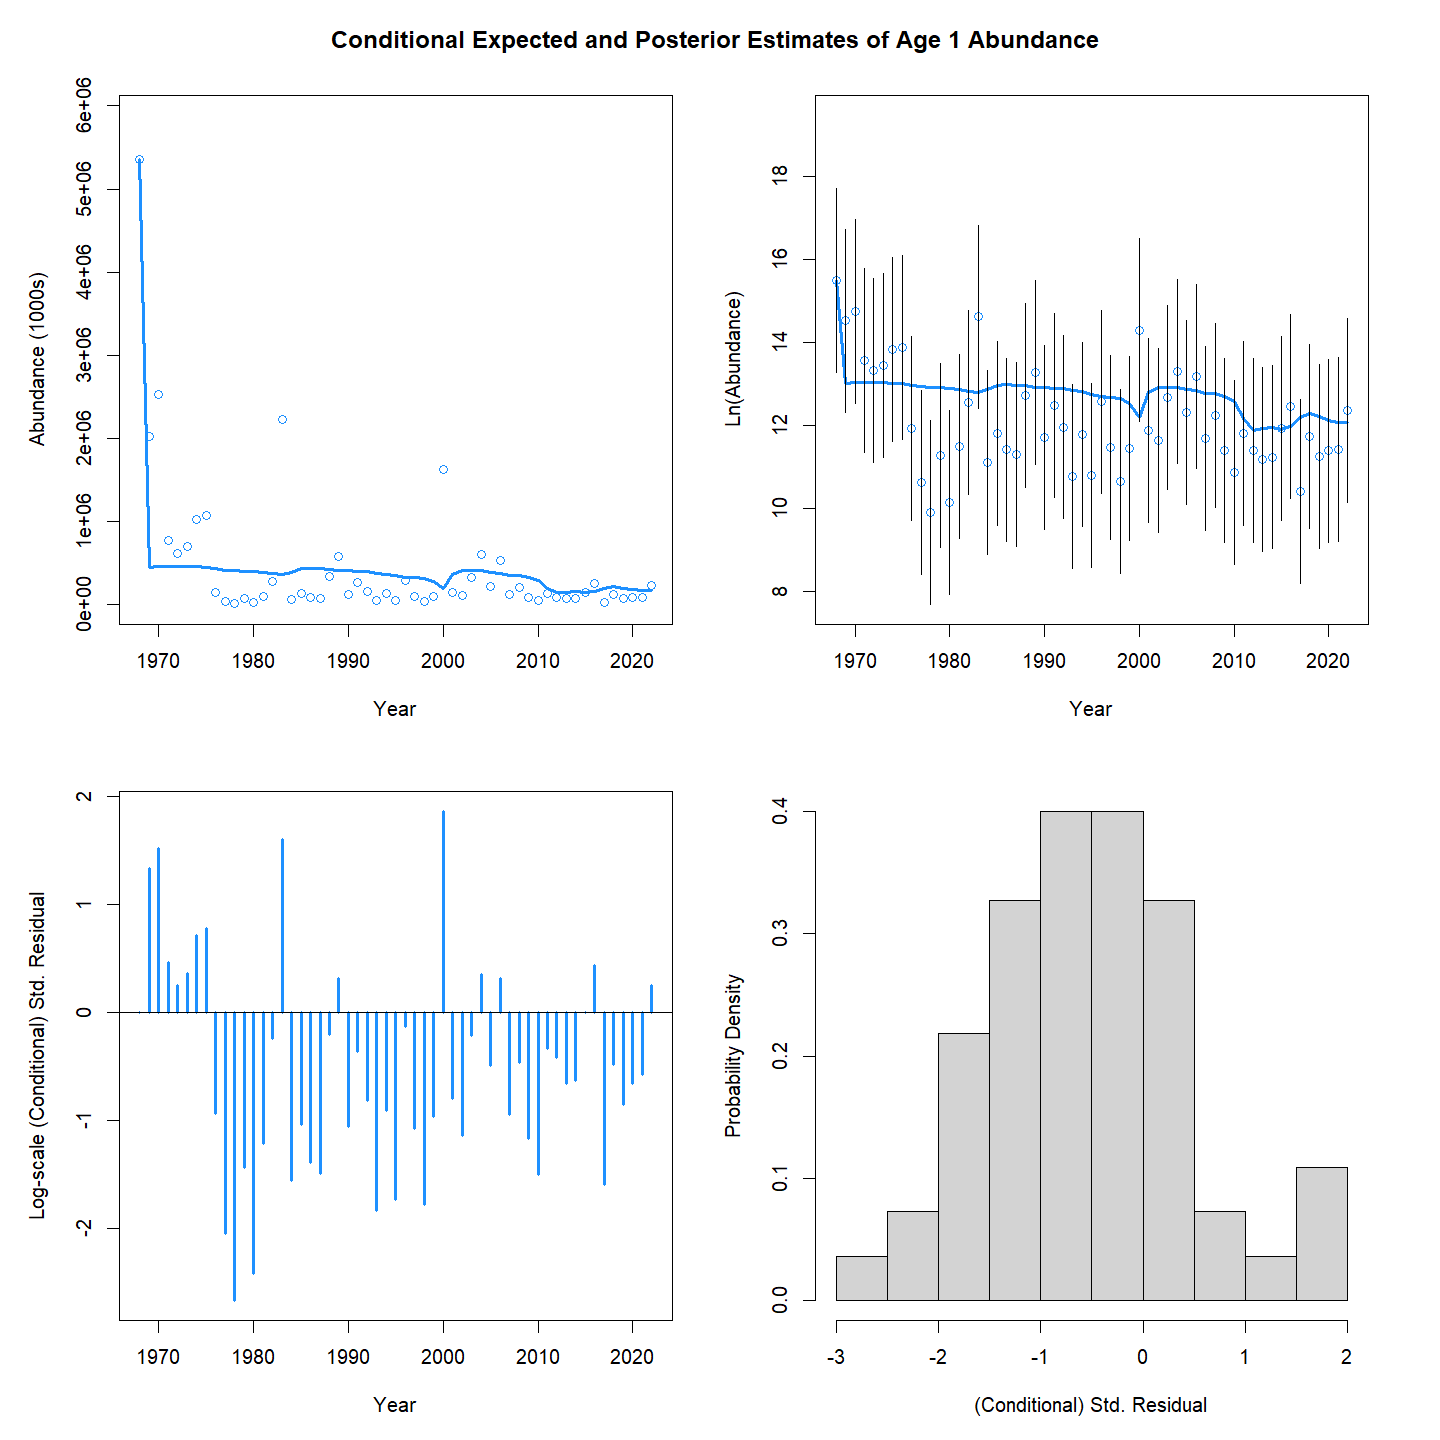 Conditional Expected and Posterior Estimates of Age 1 Abundance
Abundance (1000s)
0e+00 1e+06 2e+06 3e+06 4e+06 5e+06 6e+06
1970 1980 1990 2000 2010 2020
Year
Ln(Abundance)
8 10 12 14 16 18
1970 1980 1990 2000 2010 2020
Year
Log-scale (Conditional) Std. Residual
-2 -1 0 1 2
1970 1980 1990 2000 2010 2020
Year
Probability Density
0.0 0.1 0.2 0.3 0.4
-3 -2 -1 0 1 2
(Conditional) Std. Residual